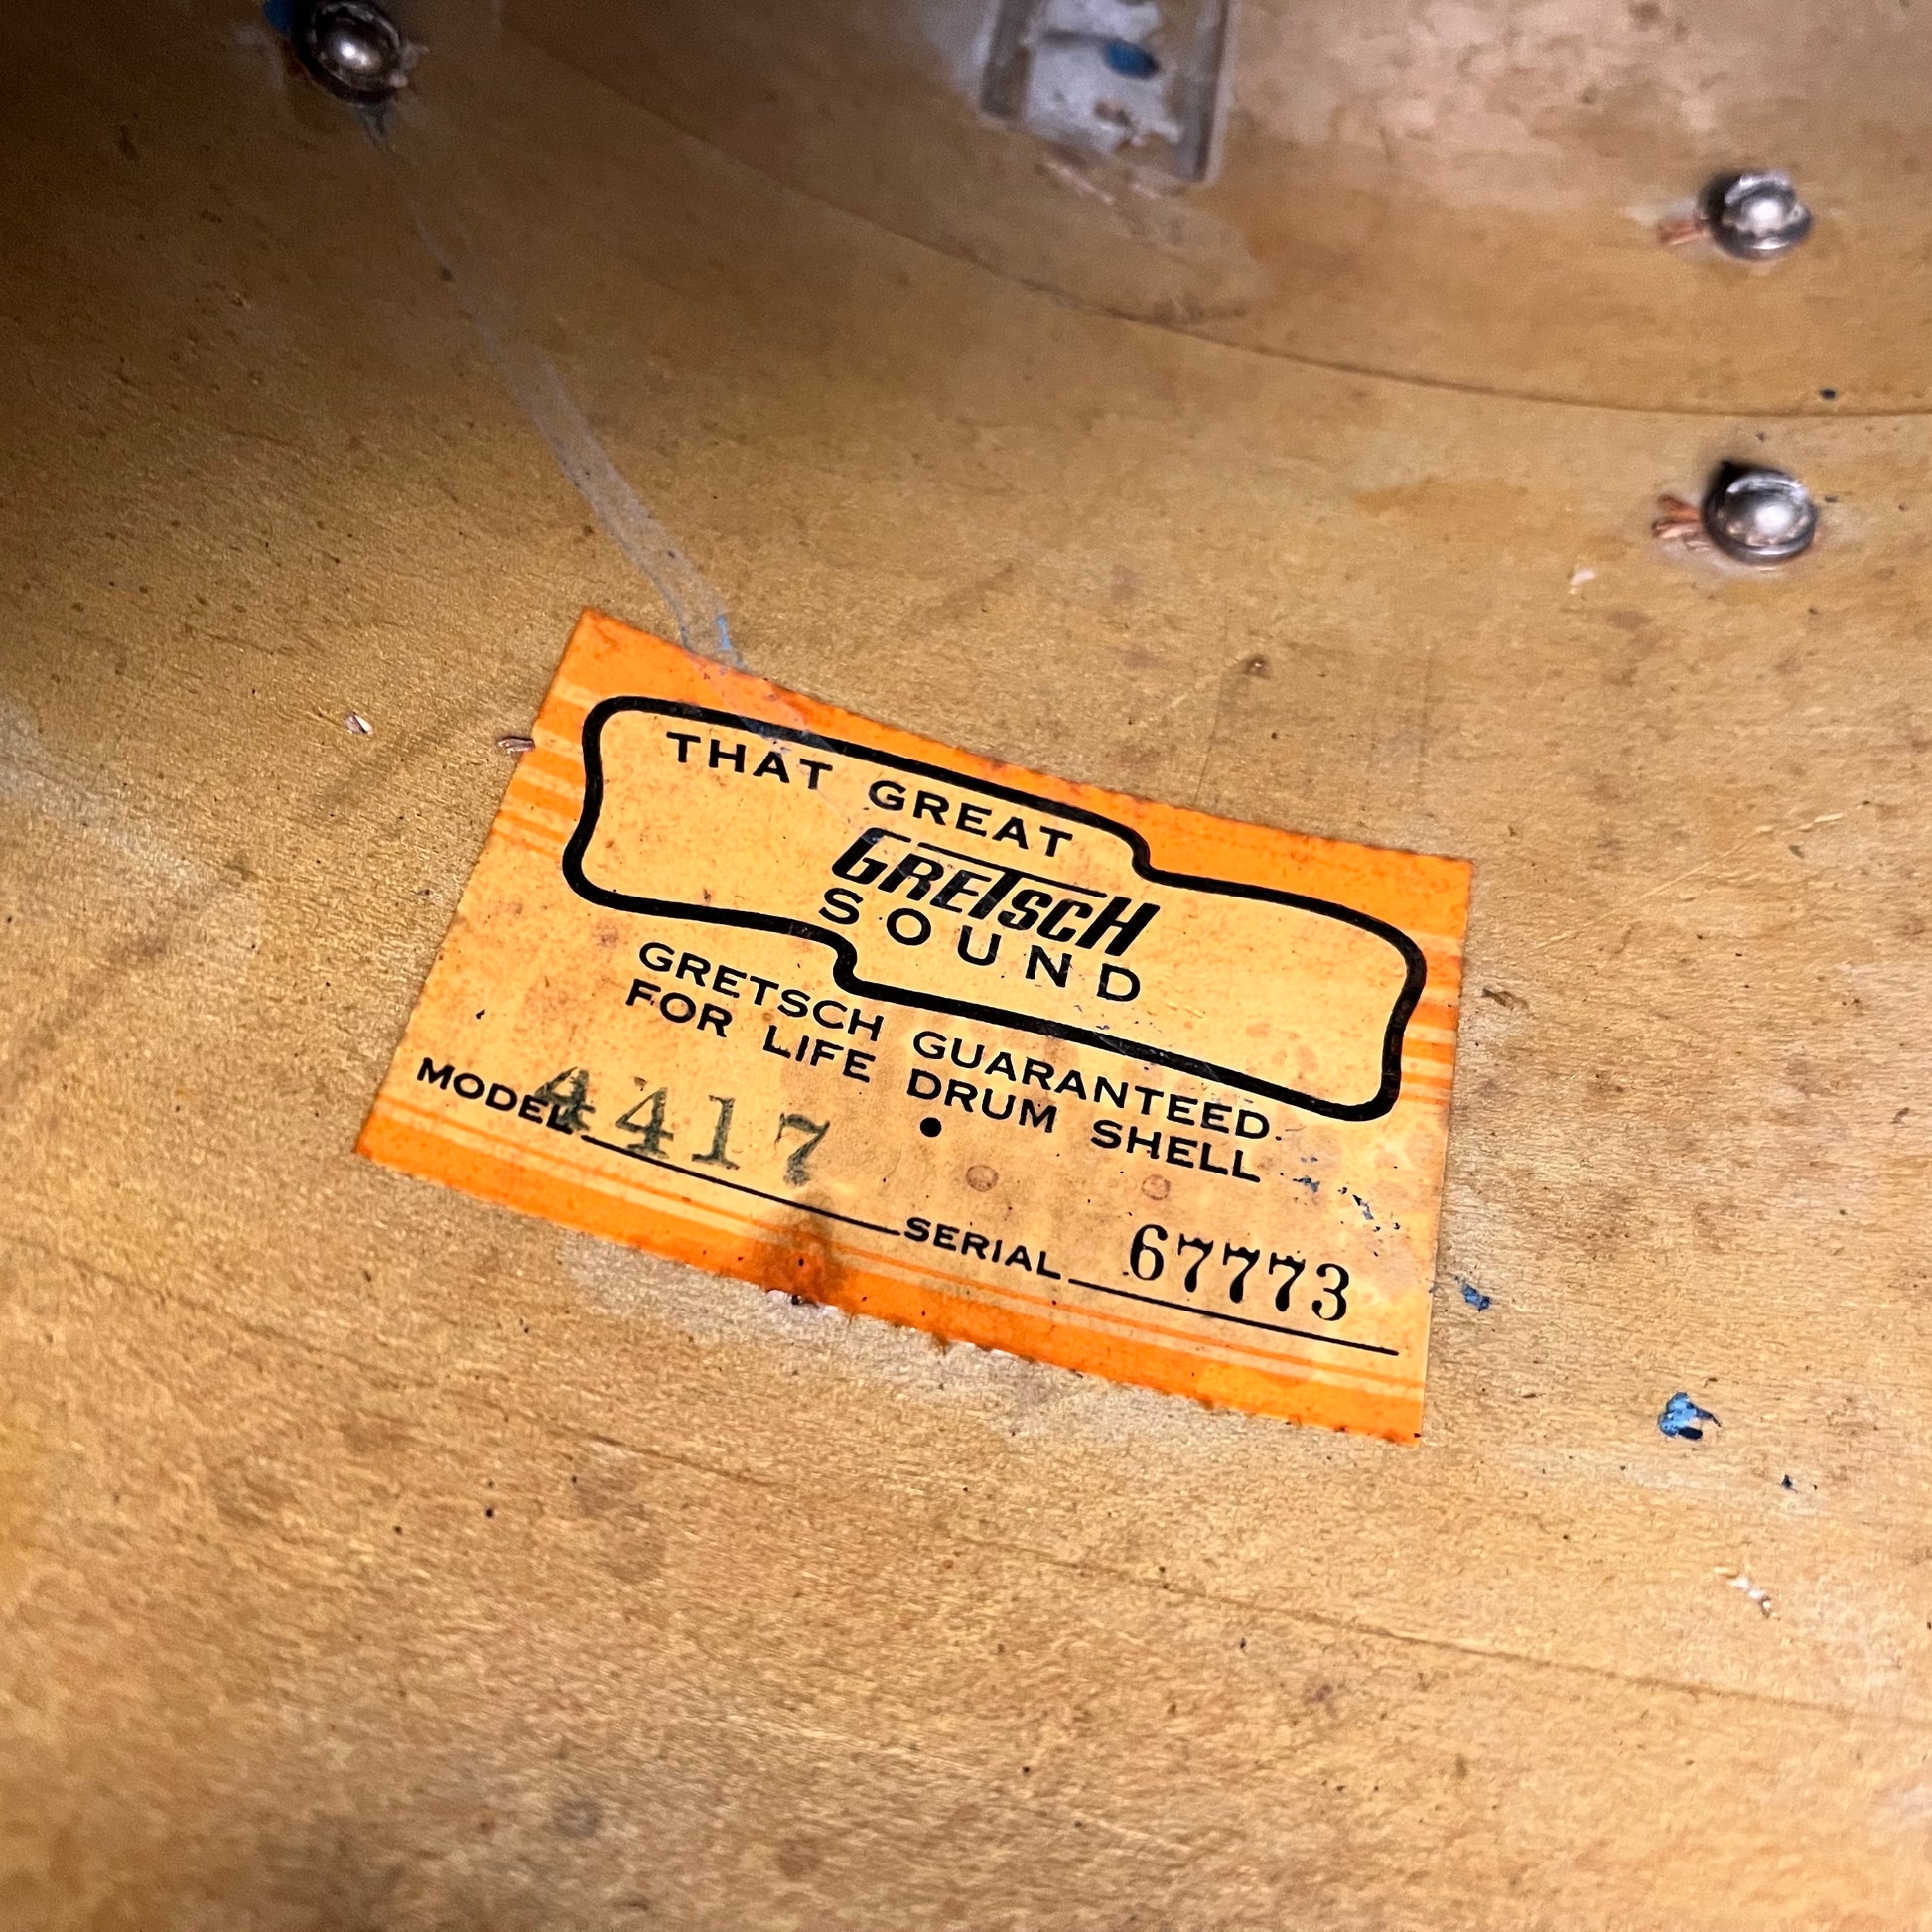 THAT GREAT
GRETSCH
SOUND
GRETSCH GUARANTEED
FOR LIFE DRUM SHELL
MODEL 4417 • SERIAL 67773